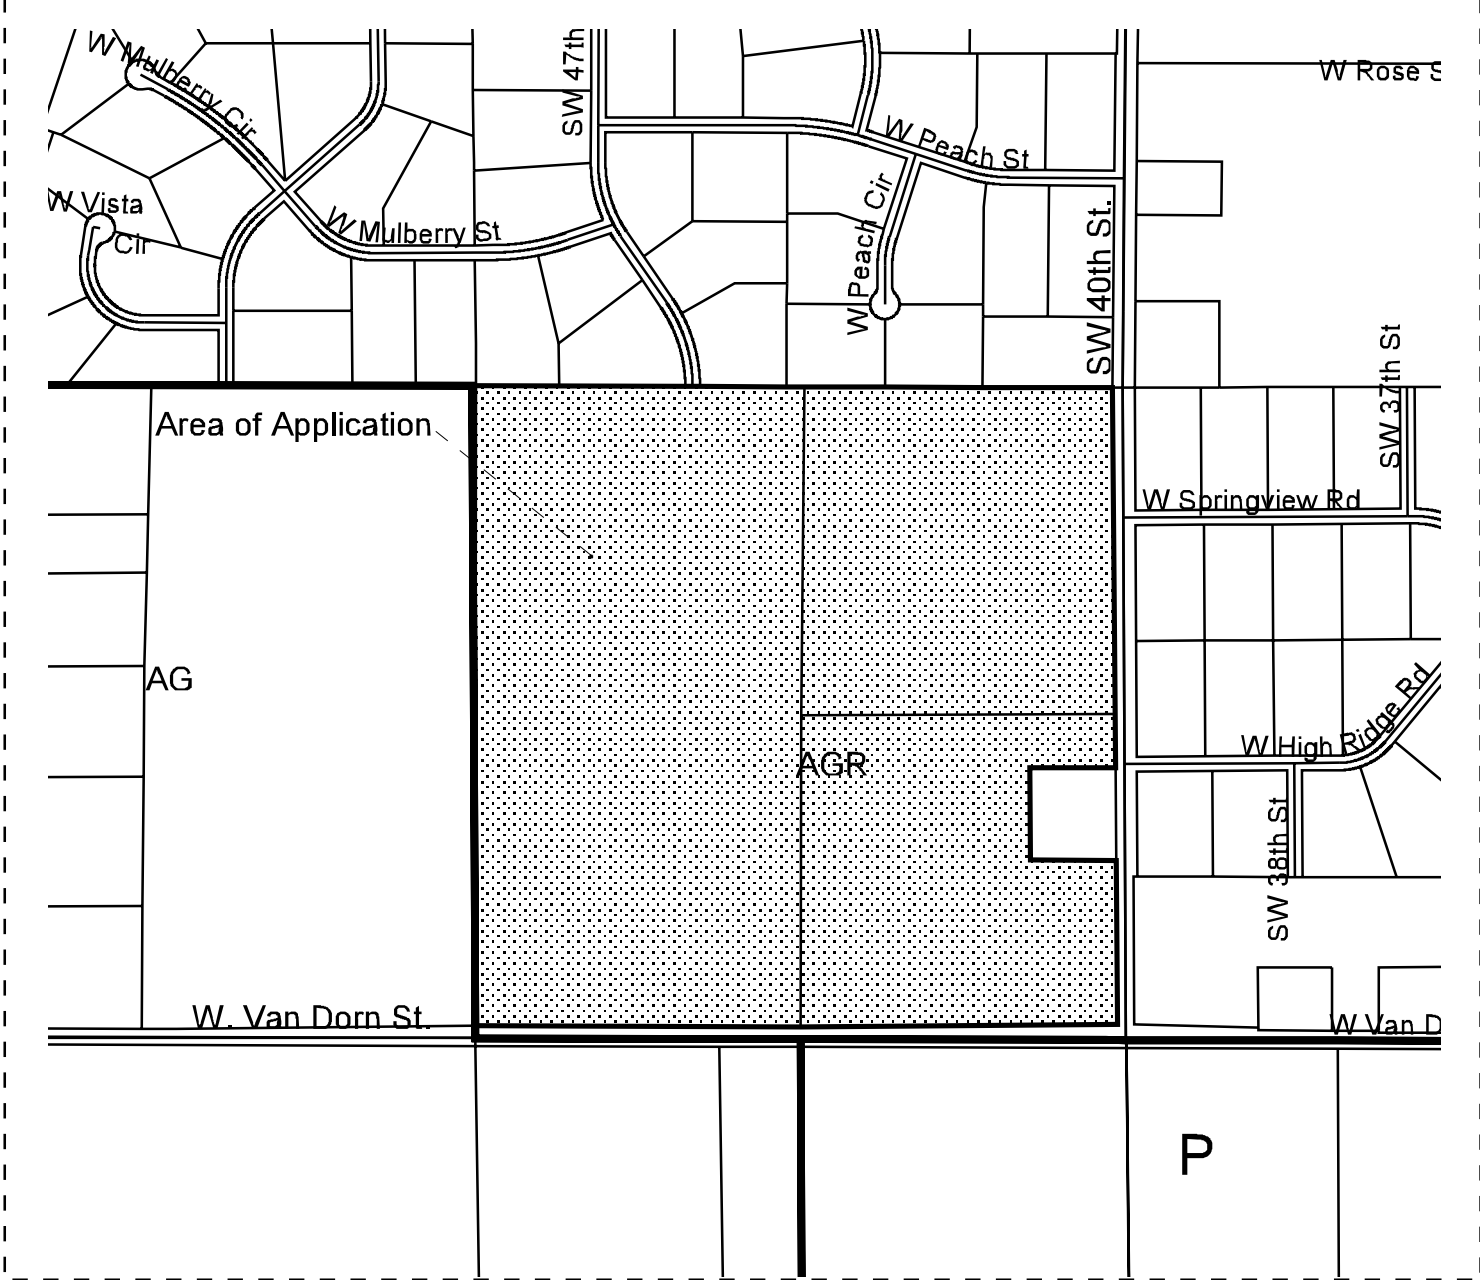 W Mulberry Cir
SW 47th
W Rose S
W Peach St
W Vista
Cir
W Mulberry St
W Peach Cir
SW 40th St.
SW 37th St
Area of Application
W Springview Rd
AG
W High Ridge Rd
AGR
SW 38th St
W. Van Dorn St.
W Van D
P